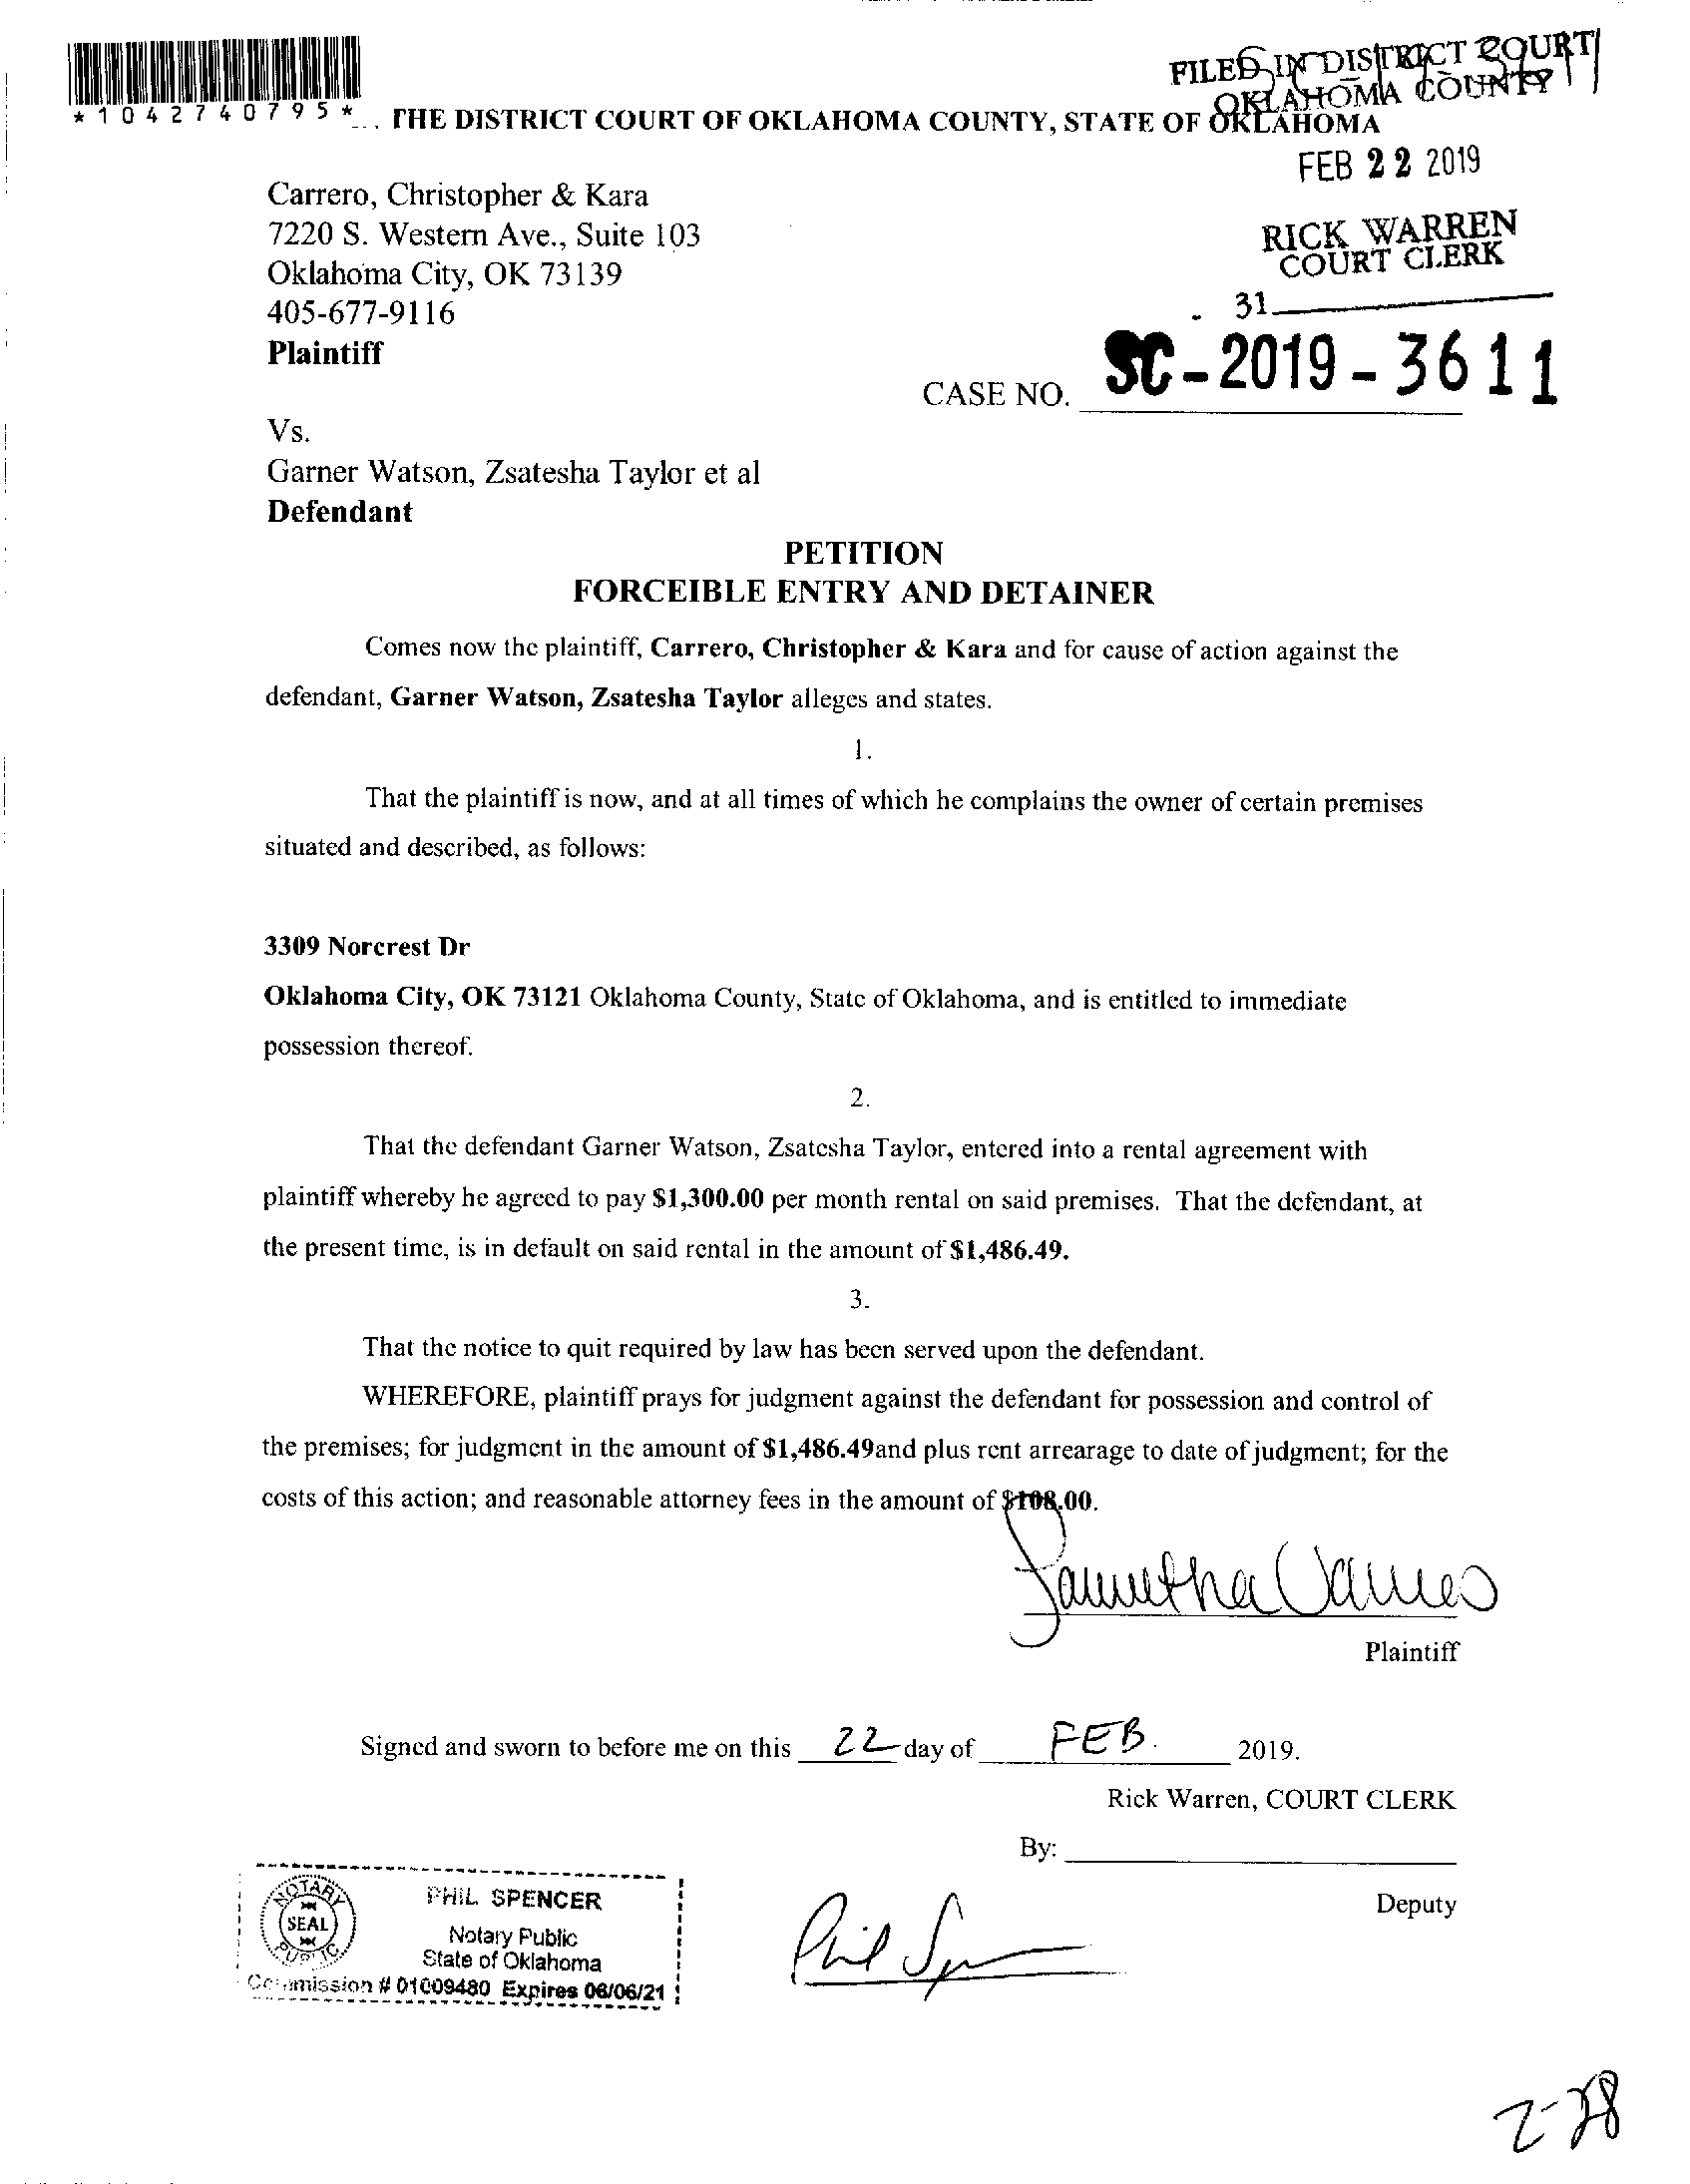 *1042740795*
THE DISTRICT COURT OF OKLAHOMA COUNTY, STATE OF OKLAHOMA
FILED IN DISTRICT COURT
OKLAHOMA COUNTY
FEB 22 2019
RICK WARREN
COURT CLERK
31
Carrero, Christopher & Kara
7220 S. Western Ave., Suite 103
Oklahoma City, OK 73139
405-677-9116
Plaintiff
CASE NO. SC-2019-3611
Vs.
Garner Watson, Zsatesha Taylor et al
Defendant
PETITION
FORCEIBLE ENTRY AND DETAINER
Comes now the plaintiff, Carrero, Christopher & Kara and for cause of action against the
defendant, Garner Watson, Zsatesha Taylor alleges and states.
1.
That the plaintiff is now, and at all times of which he complains the owner of certain premises
situated and described, as follows:
3309 Norcrest Dr
Oklahoma City, OK 73121 Oklahoma County, State of Oklahoma, and is entitled to immediate
possession thereof.
2.
That the defendant Garner Watson, Zsatesha Taylor, entered into a rental agreement with
plaintiff whereby he agreed to pay $1,300.00 per month rental on said premises. That the defendant, at
the present time, is in default on said rental in the amount of $1,486.49.
3.
That the notice to quit required by law has been served upon the defendant.
WHEREFORE, plaintiff prays for judgment against the defendant for possession and control of
the premises; for judgment in the amount of $1,486.49and plus rent arrearage to date of judgment; for the
costs of this action; and reasonable attorney fees in the amount of $108.00.
Samantha James
Plaintiff
Signed and sworn to before me on this 22 day of FEB. 2019.
Rick Warren, COURT CLERK
By:
Deputy
NOTARY
SEAL
PUBLIC
PHIL SPENCER
Notary Public
State of Oklahoma
Commission # 01009480 Expires 06/06/21
Phil Spencer
2-28